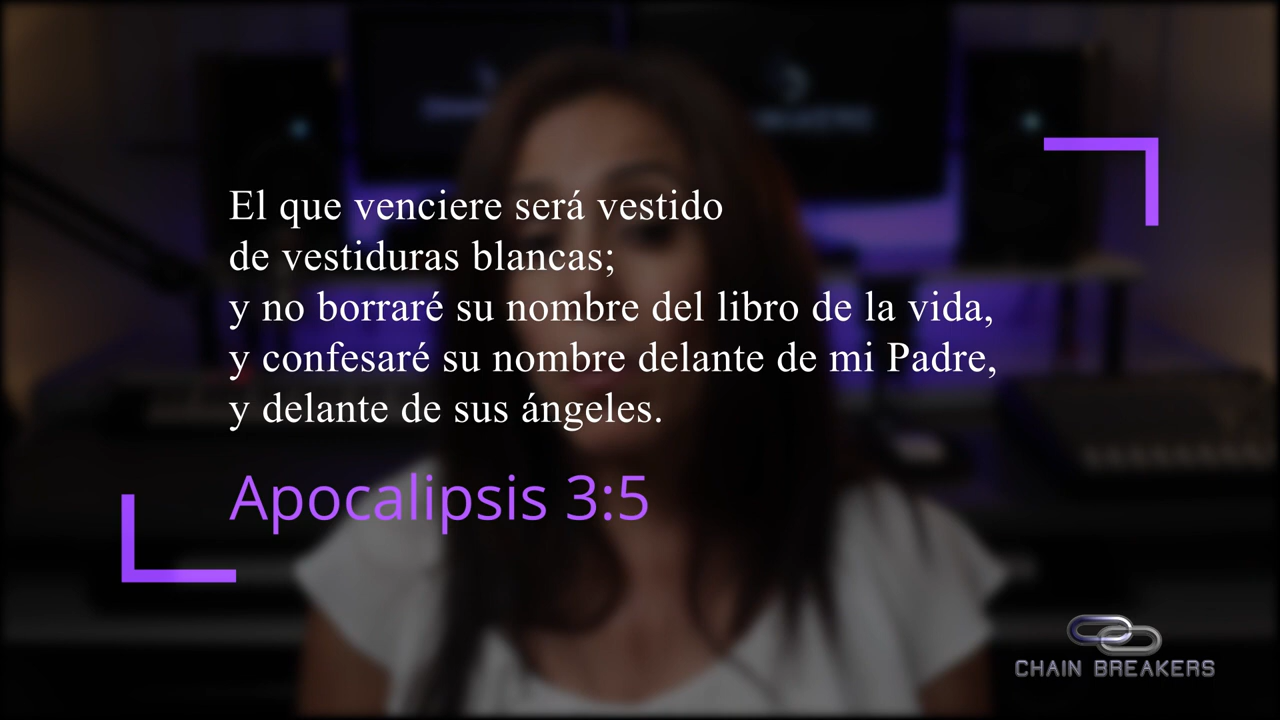 El que venciere será vestido
de vestiduras blancas;
y no borraré su nombre del libro de la vida,
y confesaré su nombre delante de mi Padre,
y delante de sus ángeles.
Apocalipsis 3:5
CHAIN BREAKERS